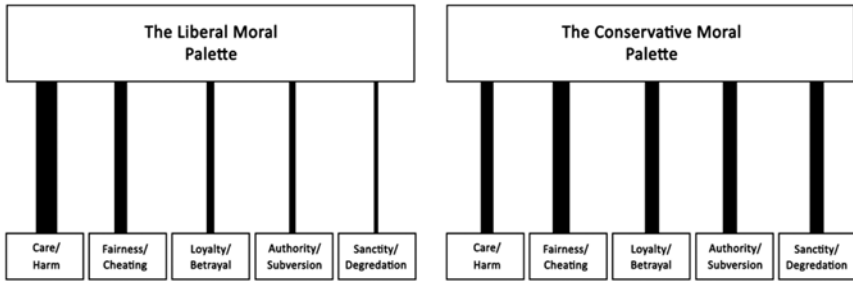 The Liberal Moral
Palette
The Conservative Moral
Palette
Care/
Harm
Fairness/
Cheating
Loyalty/
Betrayal
Authority/
Subversion
Sanctity/
Degredation
Care/
Harm
Fairness/
Cheating
Loyalty/
Betrayal
Authority/
Subversion
Sanctity/
Degredation